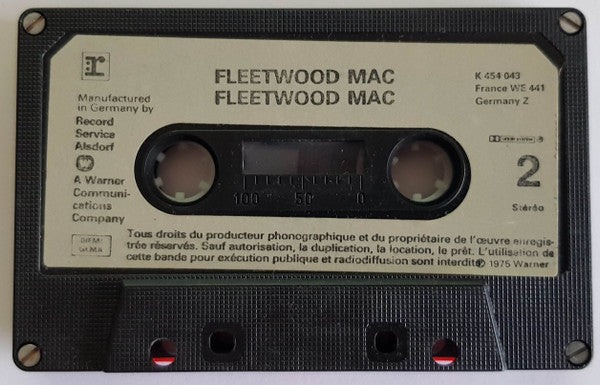 r
FLEETWOOD MAC
FLEETWOOD MAC
K 454 043
France WE 441
Germany Z
Manufactured
in Germany by
Record
Service
Alsdorf
A Warner
Communi-
cations
Company
100 50 0
2
Stéréo
BIEM/
GEMA
Tous droits du producteur phonographique et du propriétaire de l'œuvre enregis-
trée réservés. Sauf autorisation, la duplication, la location, le prêt. L'utilisation de
cette bande pour exécution publique et radiodiffusion sont interdits ℗ 1975 Warner